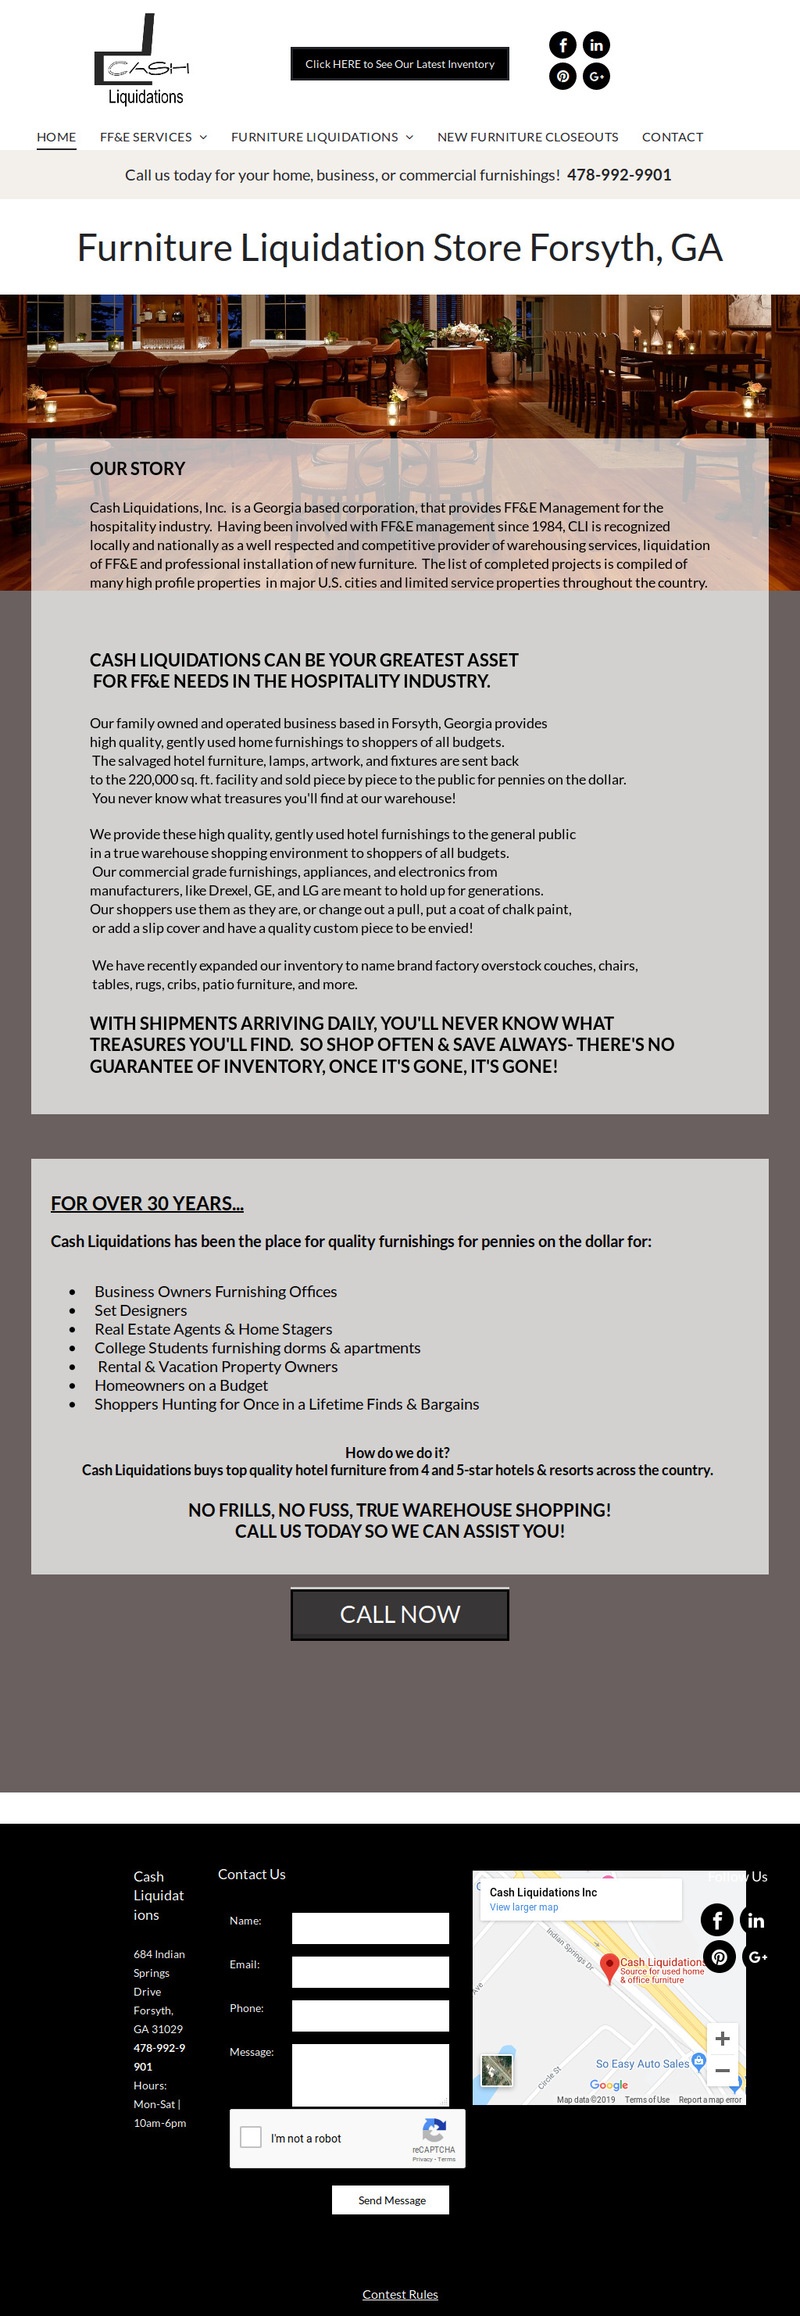 CASH
Liquidations
Click HERE to See Our Latest Inventory
HOME FF&E SERVICES FURNITURE LIQUIDATIONS NEW FURNITURE CLOSEOUTS CONTACT
Call us today for your home, business, or commercial furnishings! 478-992-9901
Furniture Liquidation Store Forsyth, GA
OUR STORY
Cash Liquidations, Inc. is a Georgia based corporation, that provides FF&E Management for the
hospitality industry. Having been involved with FF&E management since 1984, CLI is recognized
locally and nationally as a well respected and competitive provider of warehousing services, liquidation
of FF&E and professional installation of new furniture. The list of completed projects is compiled of
many high profile properties in major U.S. cities and limited service properties throughout the country.
CASH LIQUIDATIONS CAN BE YOUR GREATEST ASSET
FOR FF&E NEEDS IN THE HOSPITALITY INDUSTRY.
Our family owned and operated business based in Forsyth, Georgia provides
high quality, gently used home furnishings to shoppers of all budgets.
The salvaged hotel furniture, lamps, artwork, and fixtures are sent back
to the 220,000 sq. ft. facility and sold piece by piece to the public for pennies on the dollar.
You never know what treasures you'll find at our warehouse!
We provide these high quality, gently used hotel furnishings to the general public
in a true warehouse shopping environment to shoppers of all budgets.
Our commercial grade furnishings, appliances, and electronics from
manufacturers, like Drexel, GE, and LG are meant to hold up for generations.
Our shoppers use them as they are, or change out a pull, put a coat of chalk paint,
or add a slip cover and have a quality custom piece to be envied!
We have recently expanded our inventory to name brand factory overstock couches, chairs,
tables, rugs, cribs, patio furniture, and more.
WITH SHIPMENTS ARRIVING DAILY, YOU'LL NEVER KNOW WHAT
TREASURES YOU'LL FIND. SO SHOP OFTEN & SAVE ALWAYS- THERE'S NO
GUARANTEE OF INVENTORY, ONCE IT'S GONE, IT'S GONE!
FOR OVER 30 YEARS...
Cash Liquidations has been the place for quality furnishings for pennies on the dollar for:
• Business Owners Furnishing Offices
• Set Designers
• Real Estate Agents & Home Stagers
• College Students furnishing dorms & apartments
• Rental & Vacation Property Owners
• Homeowners on a Budget
• Shoppers Hunting for Once in a Lifetime Finds & Bargains
How do we do it?
Cash Liquidations buys top quality hotel furniture from 4 and 5-star hotels & resorts across the country.
NO FRILLS, NO FUSS, TRUE WAREHOUSE SHOPPING!
CALL US TODAY SO WE CAN ASSIST YOU!
CALL NOW
Cash
Liquidat
ions
684 Indian
Springs
Drive
Forsyth,
GA 31029
478-992-9
901
Hours:
Mon-Sat |
10am-6pm
Contact Us
Name:
Email:
Phone:
Message:
I'm not a robot
reCAPTCHA
Privacy - Terms
Send Message
Cash Liquidations Inc
View larger map
Indian Springs Dr
Cash Liquidations
Source for used home
& office furniture
Ave
Circle St
So Easy Auto Sales
Google
Map data ©2019 Terms of Use Report a map error
Follow Us
Contest Rules